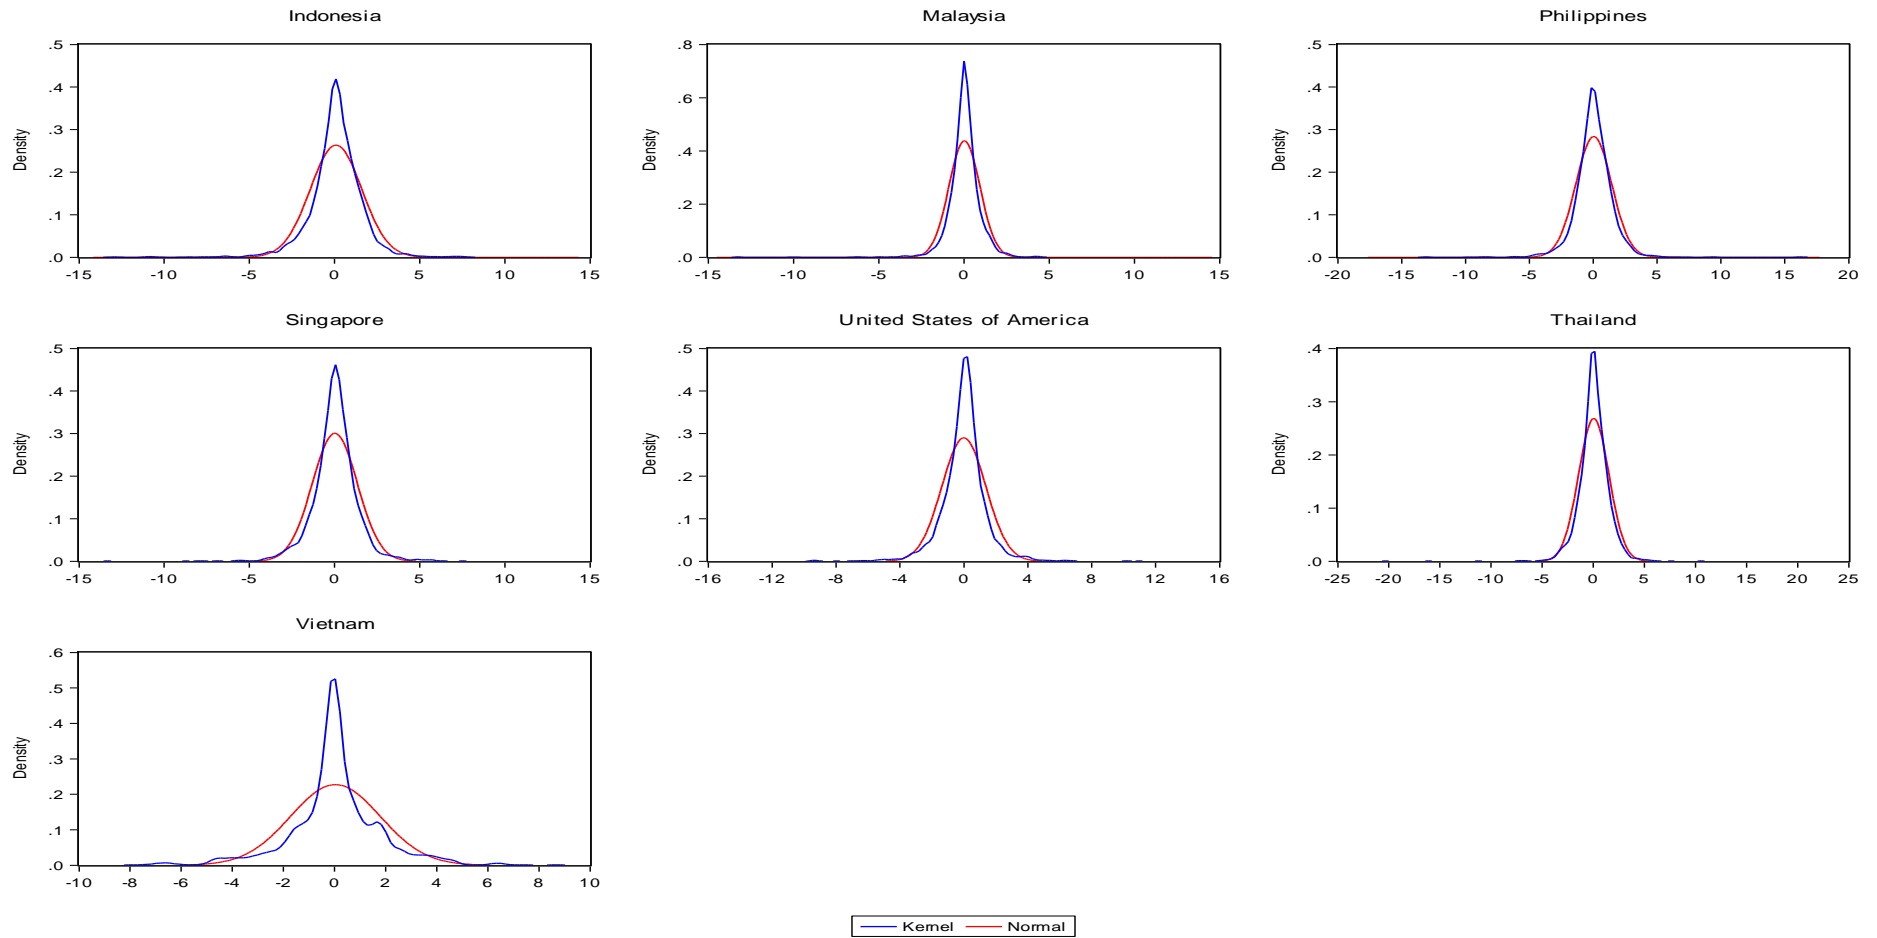 Indonesia
Density
.5
.4
.3
.2
.1
.0
-15 -10 -5 0 5 10 15
Malaysia
Density
.8
.6
.4
.2
.0
-15 -10 -5 0 5 10 15
Philippines
Density
.5
.4
.3
.2
.1
.0
-20 -15 -10 -5 0 5 10 15 20
Singapore
Density
.5
.4
.3
.2
.1
.0
-15 -10 -5 0 5 10 15
United States of America
Density
.5
.4
.3
.2
.1
.0
-16 -12 -8 -4 0 4 8 12 16
Thailand
Density
.4
.3
.2
.1
.0
-25 -20 -15 -10 -5 0 5 10 15 20 25
Vietnam
Density
.6
.5
.4
.3
.2
.1
.0
-10 -8 -6 -4 -2 0 2 4 6 8 10
Kernel Normal